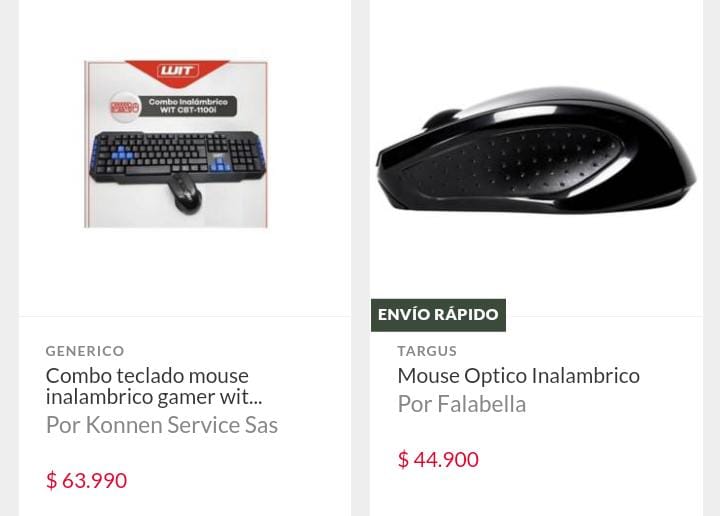 WIT
Combo Inalámbrico
WIT CBT-1100i
GENERICO
Combo teclado mouse
inalambrico gamer wit...
Por Konnen Service Sas
$ 63.990
ENVÍO RÁPIDO
TARGUS
Mouse Optico Inalambrico
Por Falabella
$ 44.900